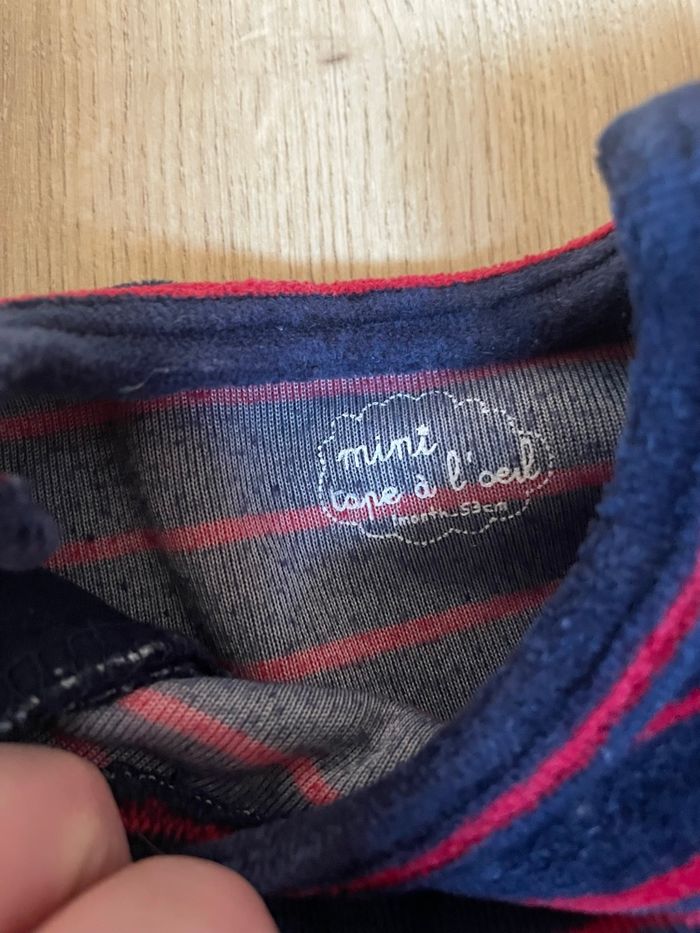 mini
tape à l'oeil
1month_53cm